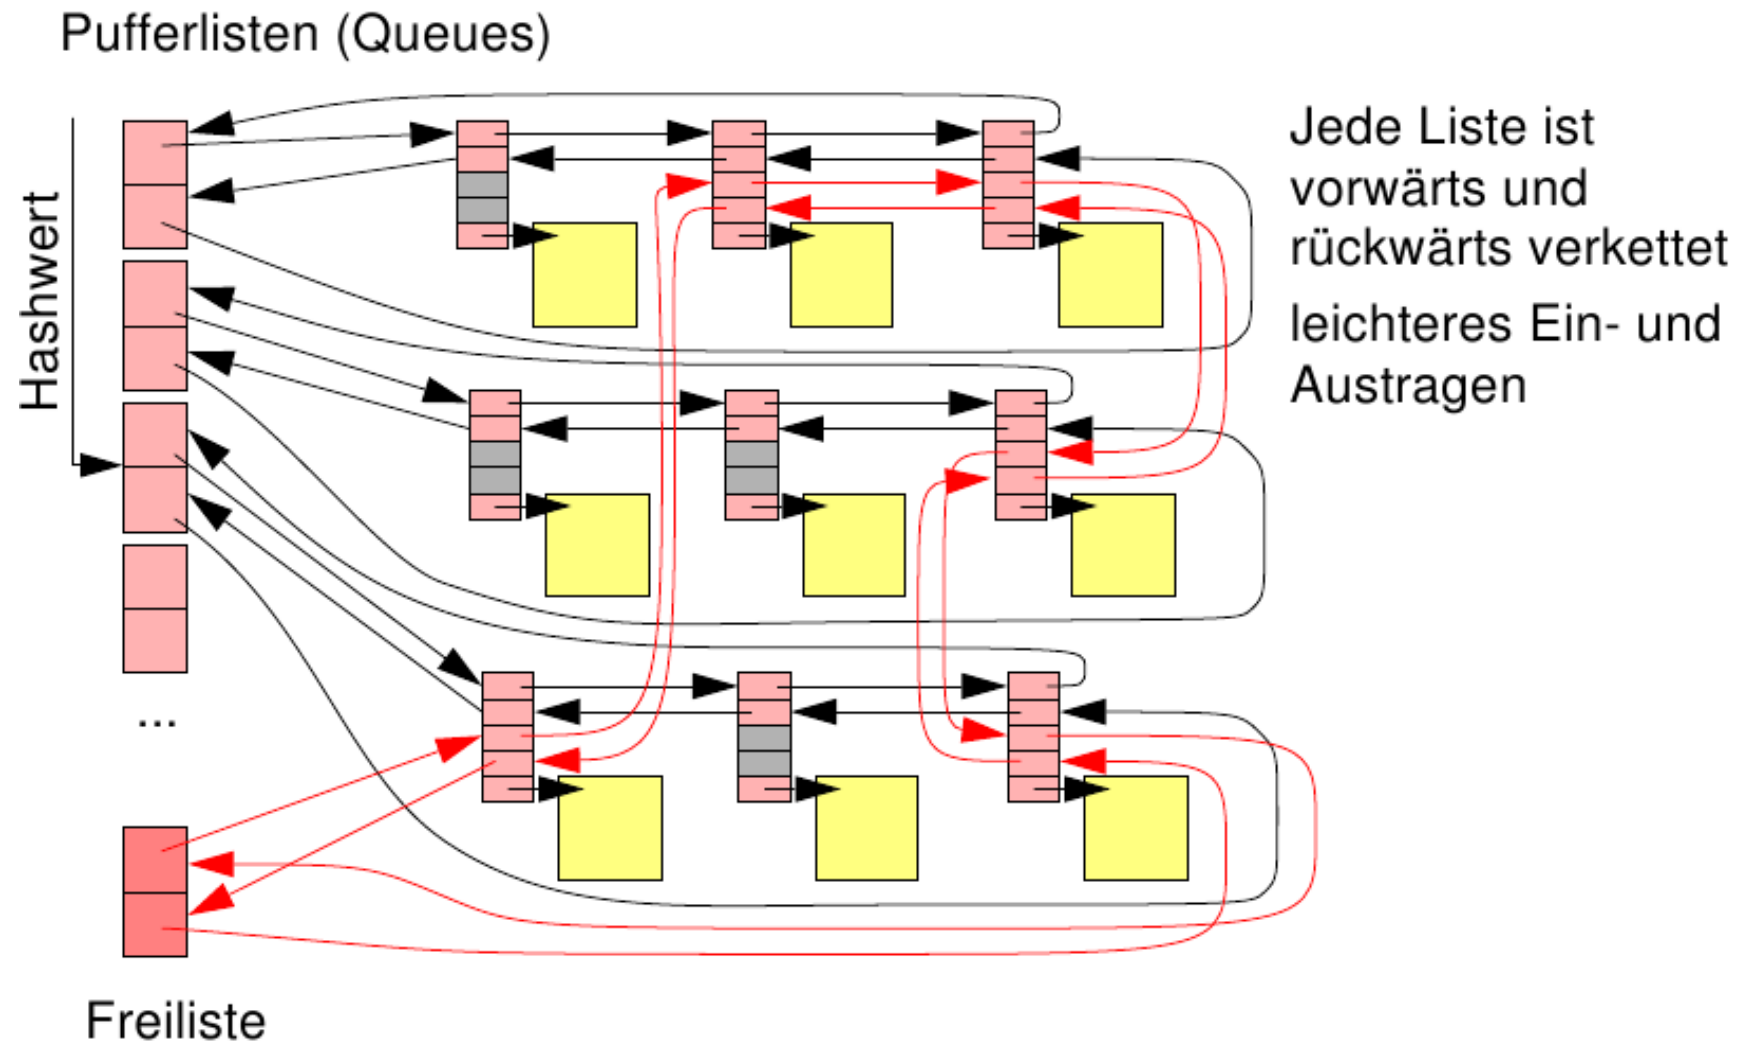 Pufferlisten (Queues)
Hashwert
Jede Liste ist
vorwärts und
rückwärts verkettet
leichteres Ein- und
Austragen
...
Freiliste